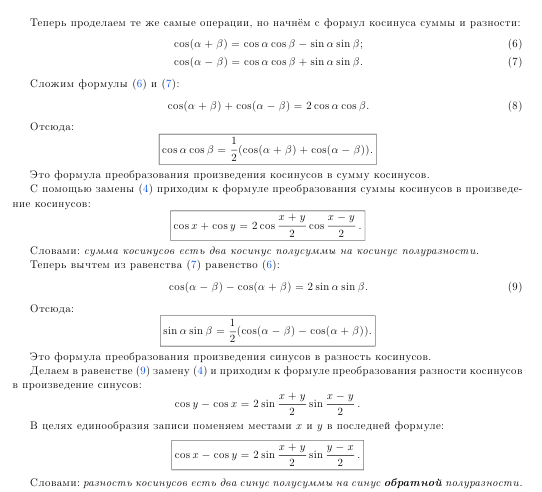 Теперь проделаем те же самые операции, но начнём с формул косинуса суммы и разности:
cos(α + β) = cos α cos β − sin α sin β; (6)
cos(α − β) = cos α cos β + sin α sin β. (7)
Сложим формулы (6) и (7):
cos(α + β) + cos(α − β) = 2 cos α cos β. (8)
Отсюда:
cos α cos β = 1/2 (cos(α + β) + cos(α − β)).
Это формула преобразования произведения косинусов в сумму косинусов.
С помощью замены (4) приходим к формуле преобразования суммы косинусов в произведе-
ние косинусов:
cos x + cos y = 2 cos (x + y)/2 cos (x − y)/2 .
Словами: сумма косинусов есть два косинус полусуммы на косинус полуразности.
Теперь вычтем из равенства (7) равенство (6):
cos(α − β) − cos(α + β) = 2 sin α sin β. (9)
Отсюда:
sin α sin β = 1/2 (cos(α − β) − cos(α + β)).
Это формула преобразования произведения синусов в разность косинусов.
Делаем в равенстве (9) замену (4) и приходим к формуле преобразования разности косинусов
в произведение синусов:
cos y − cos x = 2 sin (x + y)/2 sin (x − y)/2 .
В целях единообразия записи поменяем местами x и y в последней формуле:
cos x − cos y = 2 sin (x + y)/2 sin (y − x)/2 .
Словами: разность косинусов есть два синус полусуммы на синус обратной полуразности.